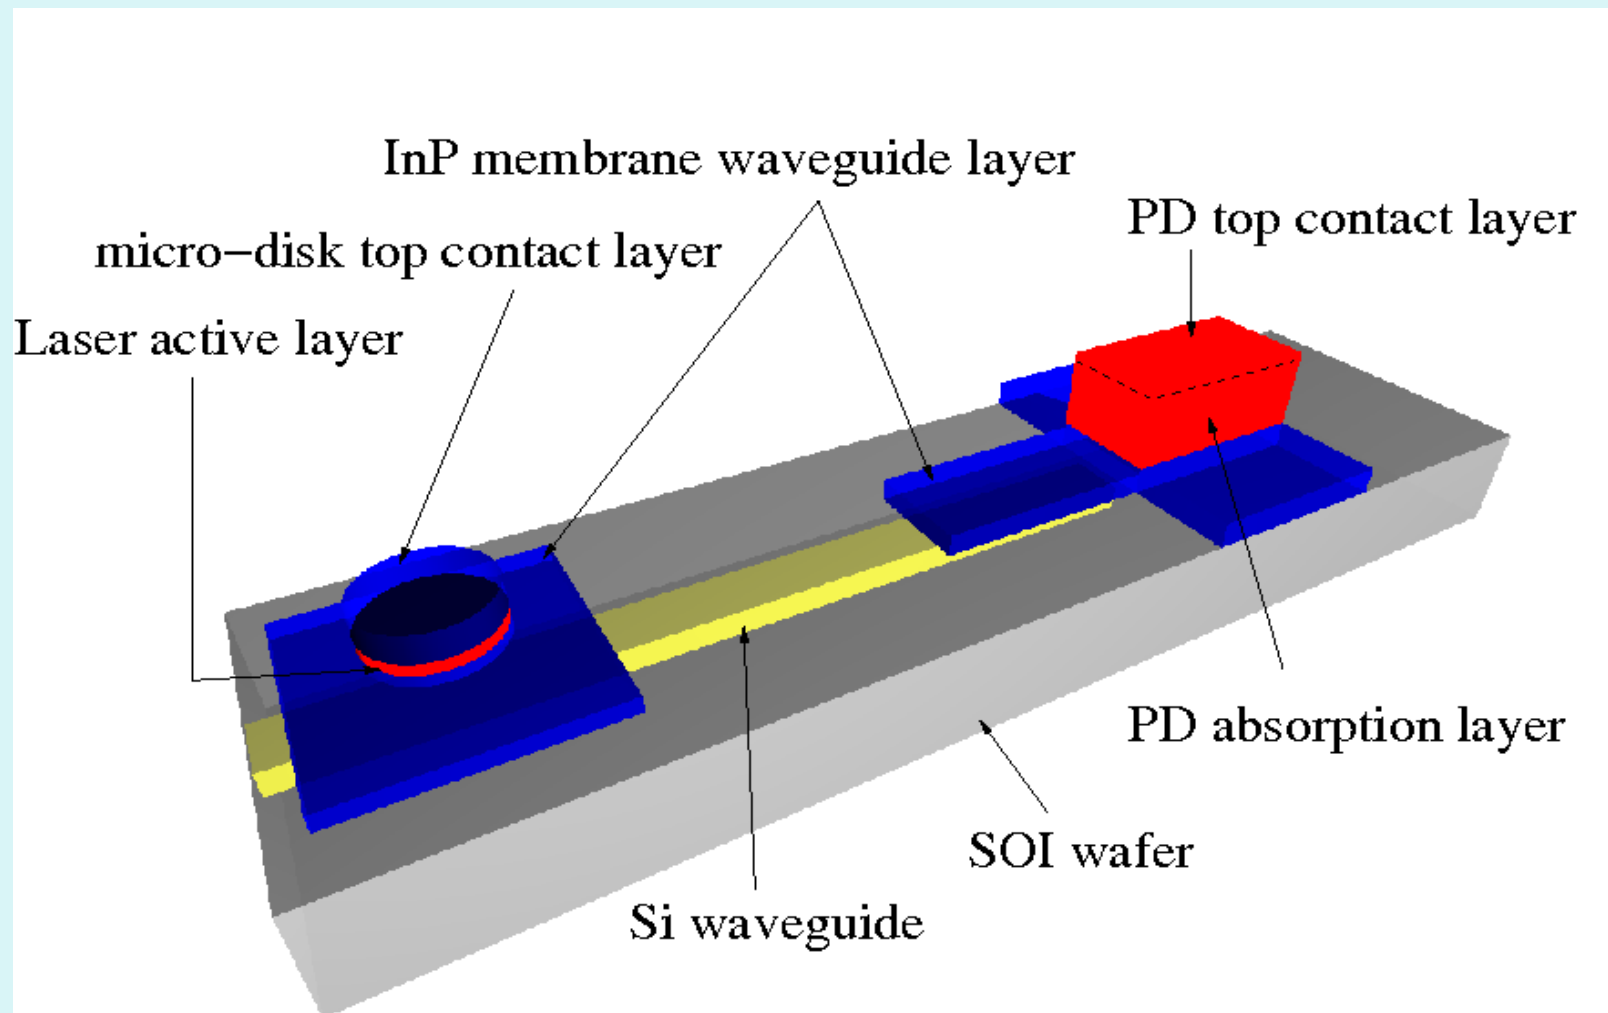 InP membrane waveguide layer
PD top contact layer
micro−disk top contact layer
Laser active layer
PD absorption layer
SOI wafer
Si waveguide